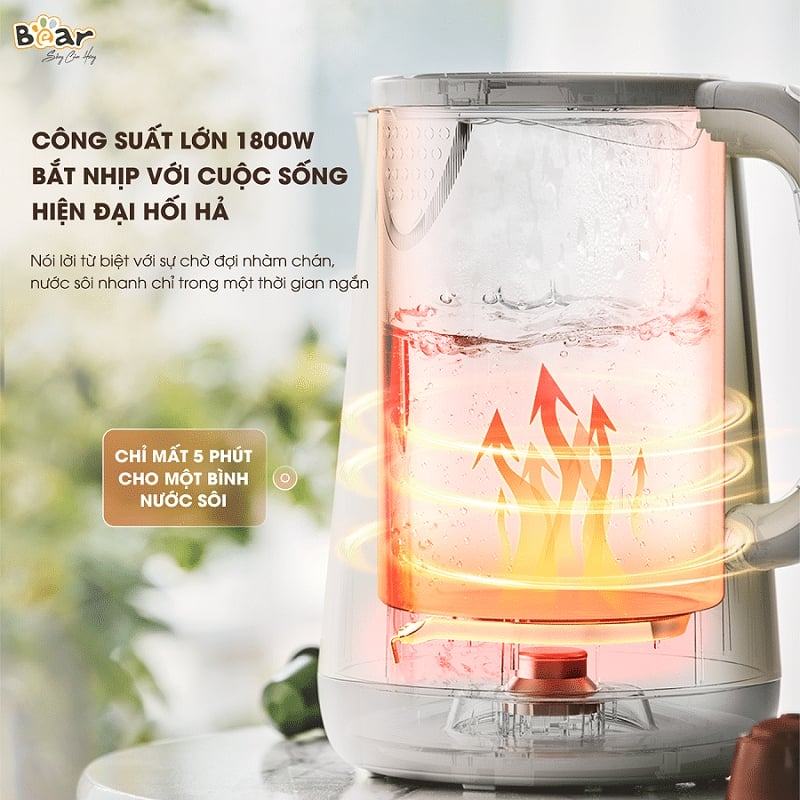 Bear
Sống Cân Bằng
CÔNG SUẤT LỚN 1800W
BẮT NHỊP VỚI CUỘC SỐNG
HIỆN ĐẠI HỐI HẢ
Nói lời từ biệt với sự chờ đợi nhàm chán,
nước sôi nhanh chỉ trong một thời gian ngắn
CHỈ MẤT 5 PHÚT
CHO MỘT BÌNH
NƯỚC SÔI